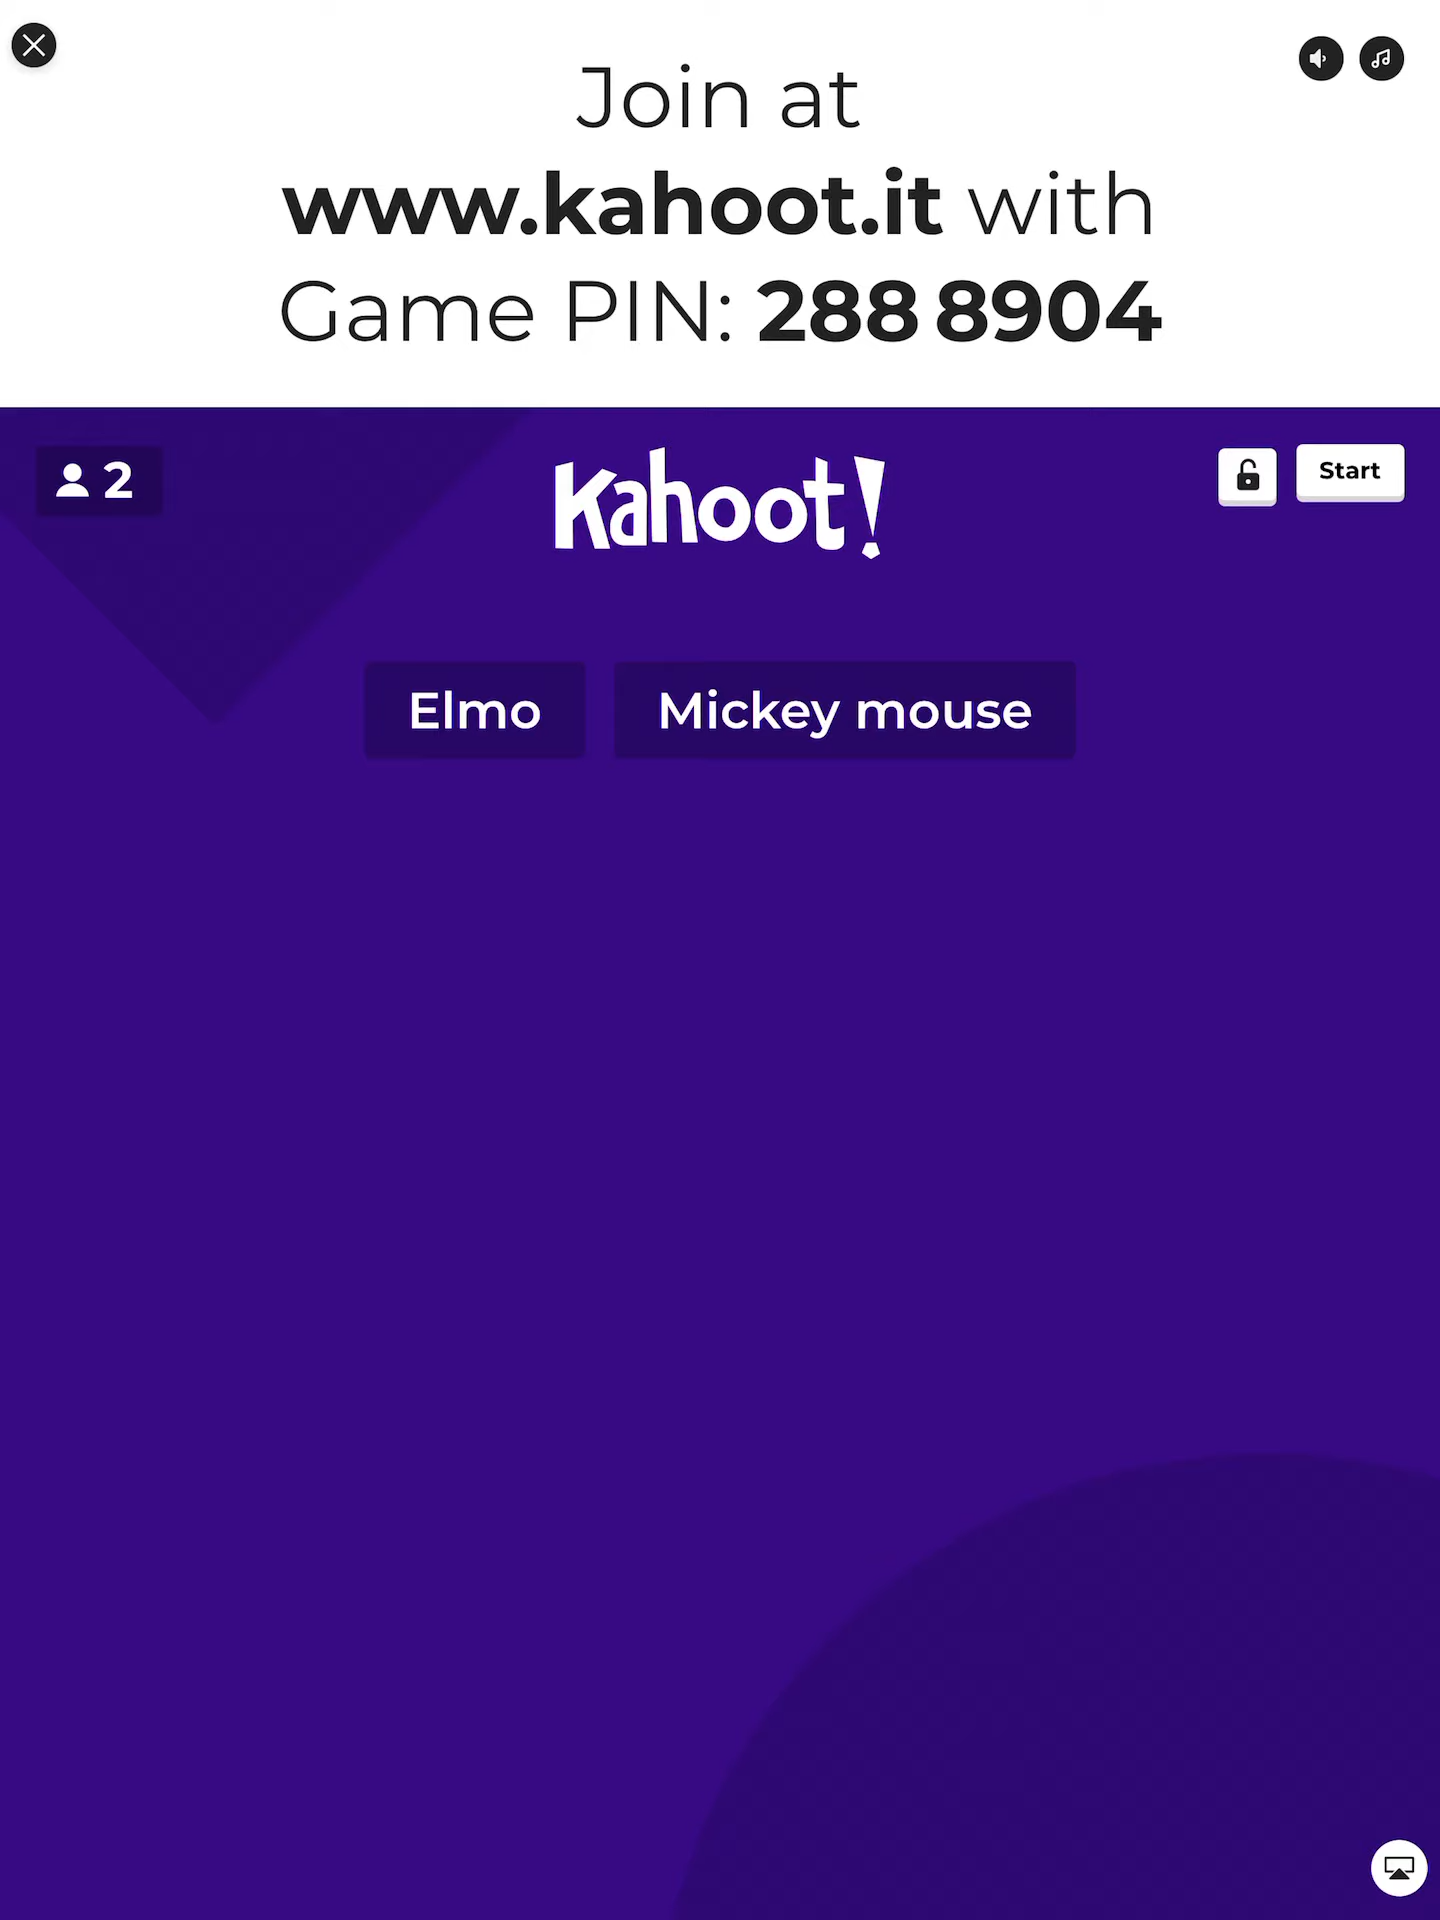 Join at
www.kahoot.it with
Game PIN: 288 8904
2
Kahoot!
Start
Elmo
Mickey mouse